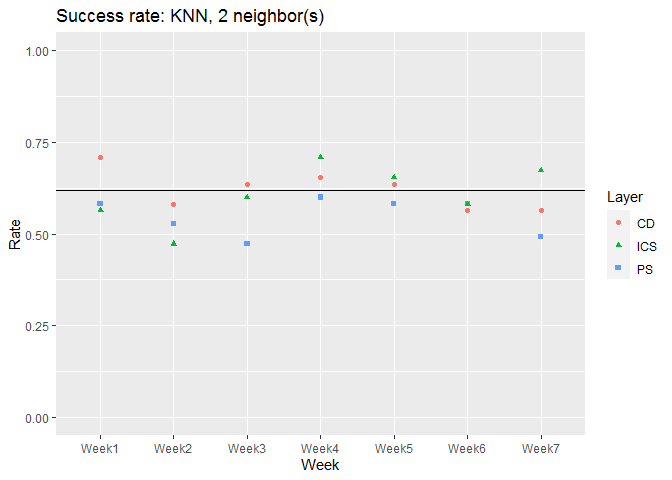 Success rate: KNN, 2 neighbor(s)
1.00
0.75
0.50
0.25
0.00
Rate
Week1 Week2 Week3 Week4 Week5 Week6 Week7
Week
Layer
CD
ICS
PS